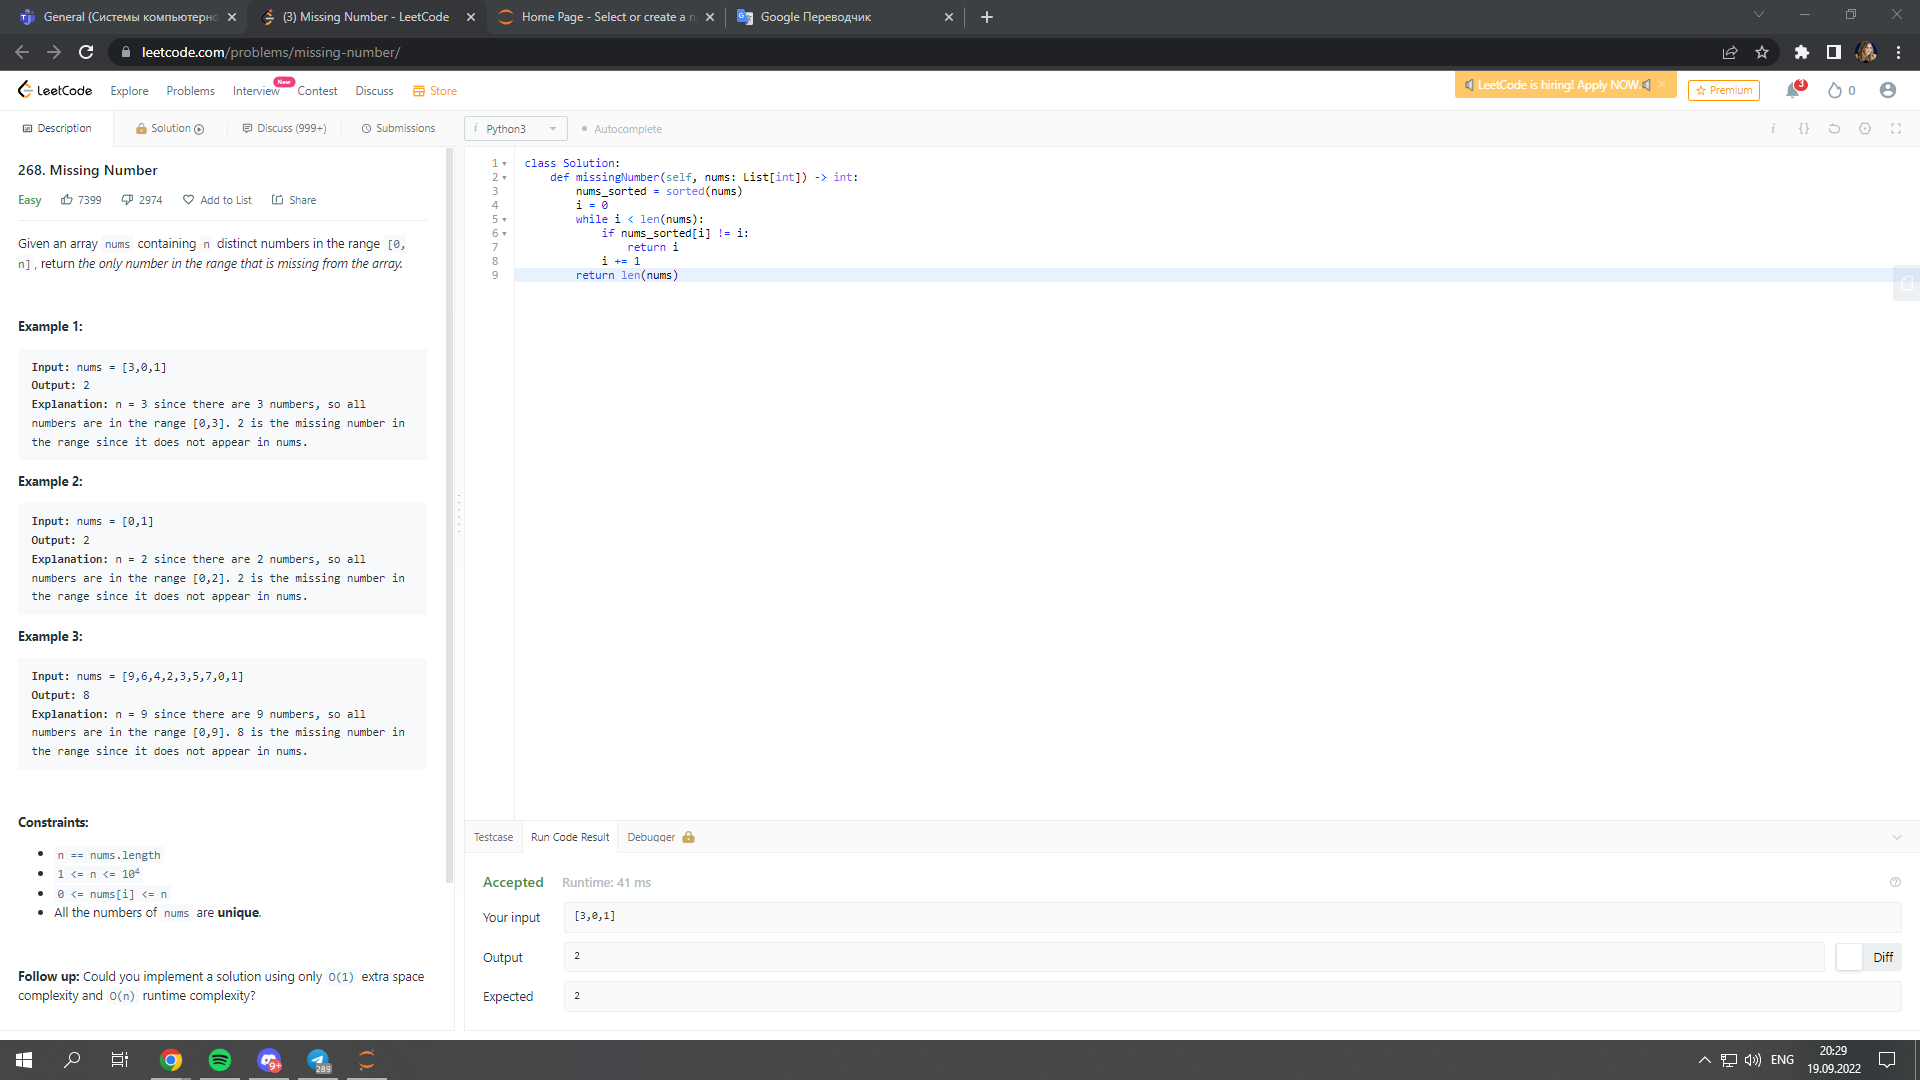 General (Системы компьютерно
(3) Missing Number - LeetCode
Home Page - Select or create a n
Google Переводчик
leetcode.com/problems/missing-number/
LeetCode
Explore
Problems
Interview
New
Contest
Discuss
Store
LeetCode is hiring! Apply NOW.
Premium
3
0
Description
Solution
Discuss (999+)
Submissions
i Python3
Autocomplete
268. Missing Number
Easy 7399 2974 Add to List Share
Given an array nums containing n distinct numbers in the range [0,
n], return the only number in the range that is missing from the array.
Example 1:
Input: nums = [3,0,1]
Output: 2
Explanation: n = 3 since there are 3 numbers, so all
numbers are in the range [0,3]. 2 is the missing number in
the range since it does not appear in nums.
Example 2:
Input: nums = [0,1]
Output: 2
Explanation: n = 2 since there are 2 numbers, so all
numbers are in the range [0,2]. 2 is the missing number in
the range since it does not appear in nums.
Example 3:
Input: nums = [9,6,4,2,3,5,7,0,1]
Output: 8
Explanation: n = 9 since there are 9 numbers, so all
numbers are in the range [0,9]. 8 is the missing number in
the range since it does not appear in nums.
Constraints:
n == nums.length
1 <= n <= 10⁴
0 <= nums[i] <= n
All the numbers of nums are unique.
Follow up: Could you implement a solution using only O(1) extra space
complexity and O(n) runtime complexity?
1 class Solution:
2 def missingNumber(self, nums: List[int]) -> int:
3 nums_sorted = sorted(nums)
4 i = 0
5 while i < len(nums):
6 if nums_sorted[i] != i:
7 return i
8 i += 1
9 return len(nums)
i {}
Testcase
Run Code Result
Debugger
Accepted Runtime: 41 ms
Your input [3,0,1]
Output 2
Diff
Expected 2
9+
289
ENG
20:29
19.09.2022